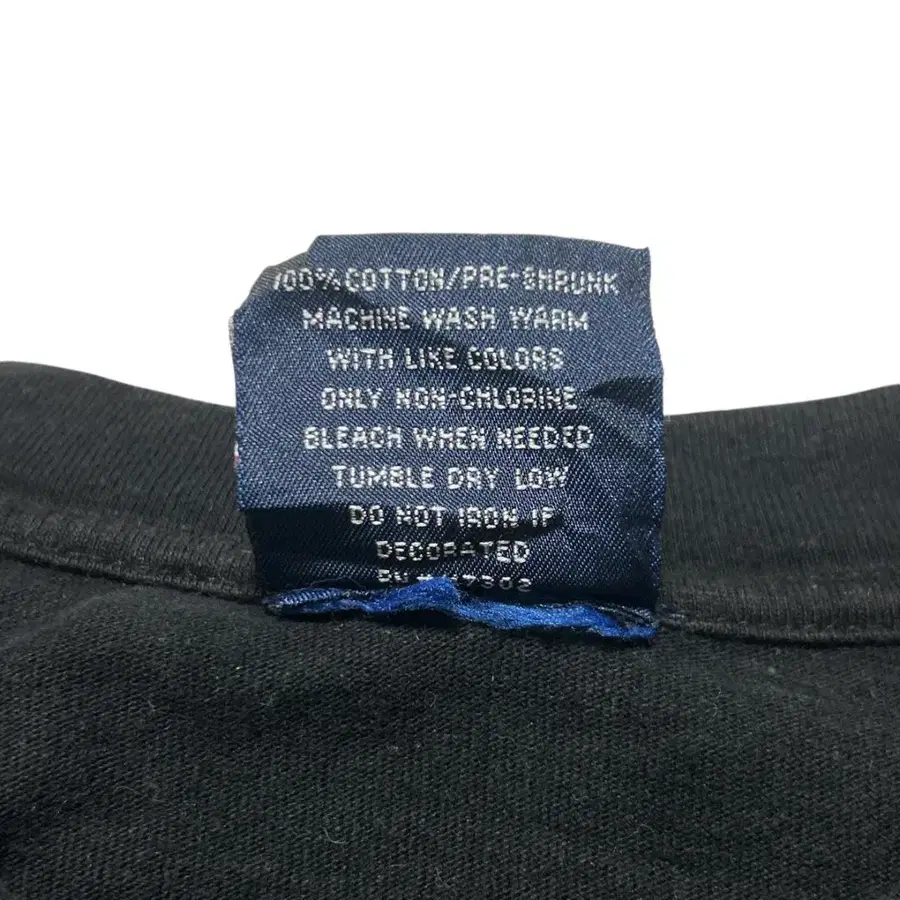 100% COTTON/PRE-SHRUNK
MACHINE WASH WARM
WITH LIKE COLORS
ONLY NON-CHLORINE
BLEACH WHEN NEEDED
TUMBLE DRY LOW
DO NOT IRON IF
DECORATED